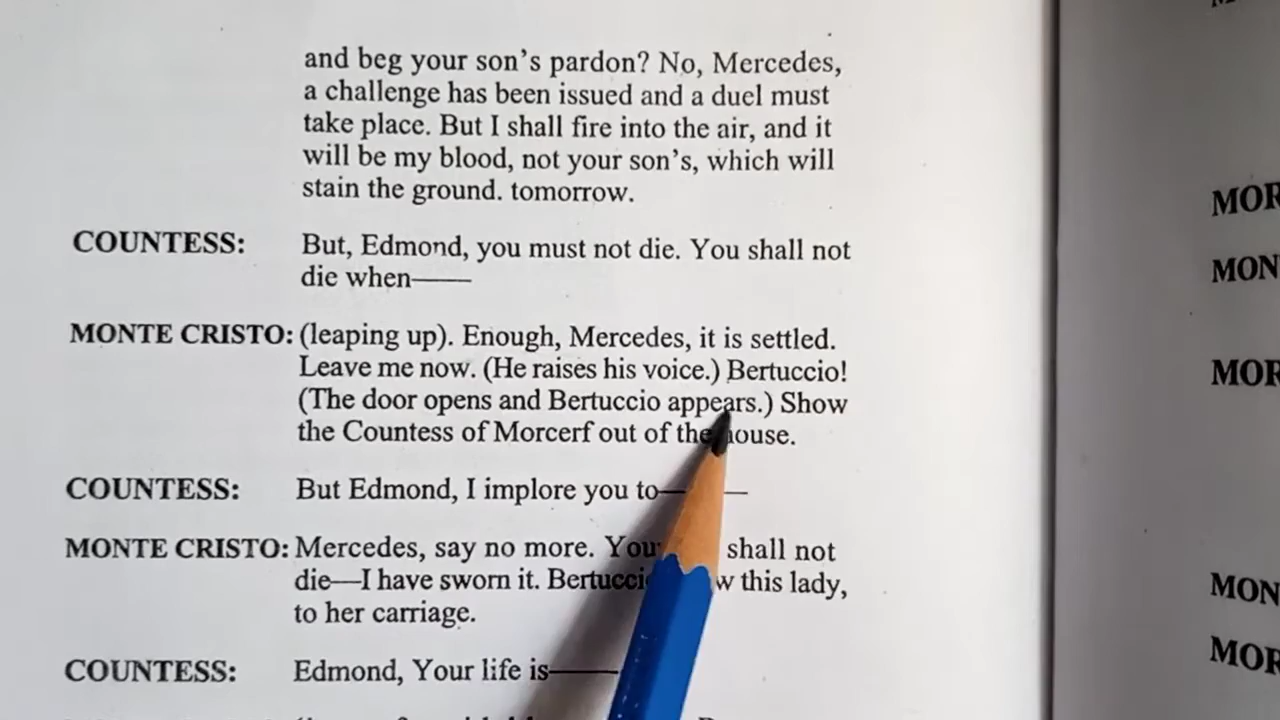 and beg your son's pardon? No, Mercedes,
a challenge has been issued and a duel must
take place. But I shall fire into the air, and it
will be my blood, not your son's, which will
stain the ground. tomorrow.
COUNTESS: But, Edmond, you must not die. You shall not
die when——
MONTE CRISTO: (leaping up). Enough, Mercedes, it is settled.
Leave me now. (He raises his voice.) Bertuccio!
(The door opens and Bertuccio appears.) Show
the Countess of Morcerf out of the house.
COUNTESS: But Edmond, I implore you to——
MONTE CRISTO: Mercedes, say no more. shall not
die—I have sworn it. this lady,
to her carriage.
COUNTESS: Edmond, Your life is——